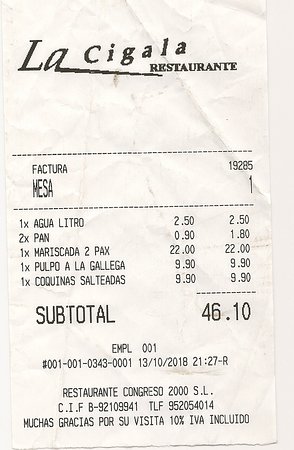 La Cigala
RESTAURANTE
FACTURA 19285
MESA 1
1x AGUA LITRO 2.50 2.50
2x PAN 0.90 1.80
1x MARISCADA 2 PAX 22.00 22.00
1x PULPO A LA GALLEGA 9.90 9.90
1x COQUINAS SALTEADAS 9.90 9.90
SUBTOTAL 46.10
EMPL 001
#001-001-0343-0001 13/10/2018 21:27-R
RESTAURANTE CONGRESO 2000 S.L.
C.I.F B-92109941 TLF 952054014
MUCHAS GRACIAS POR SU VISITA 10% IVA INCLUIDO